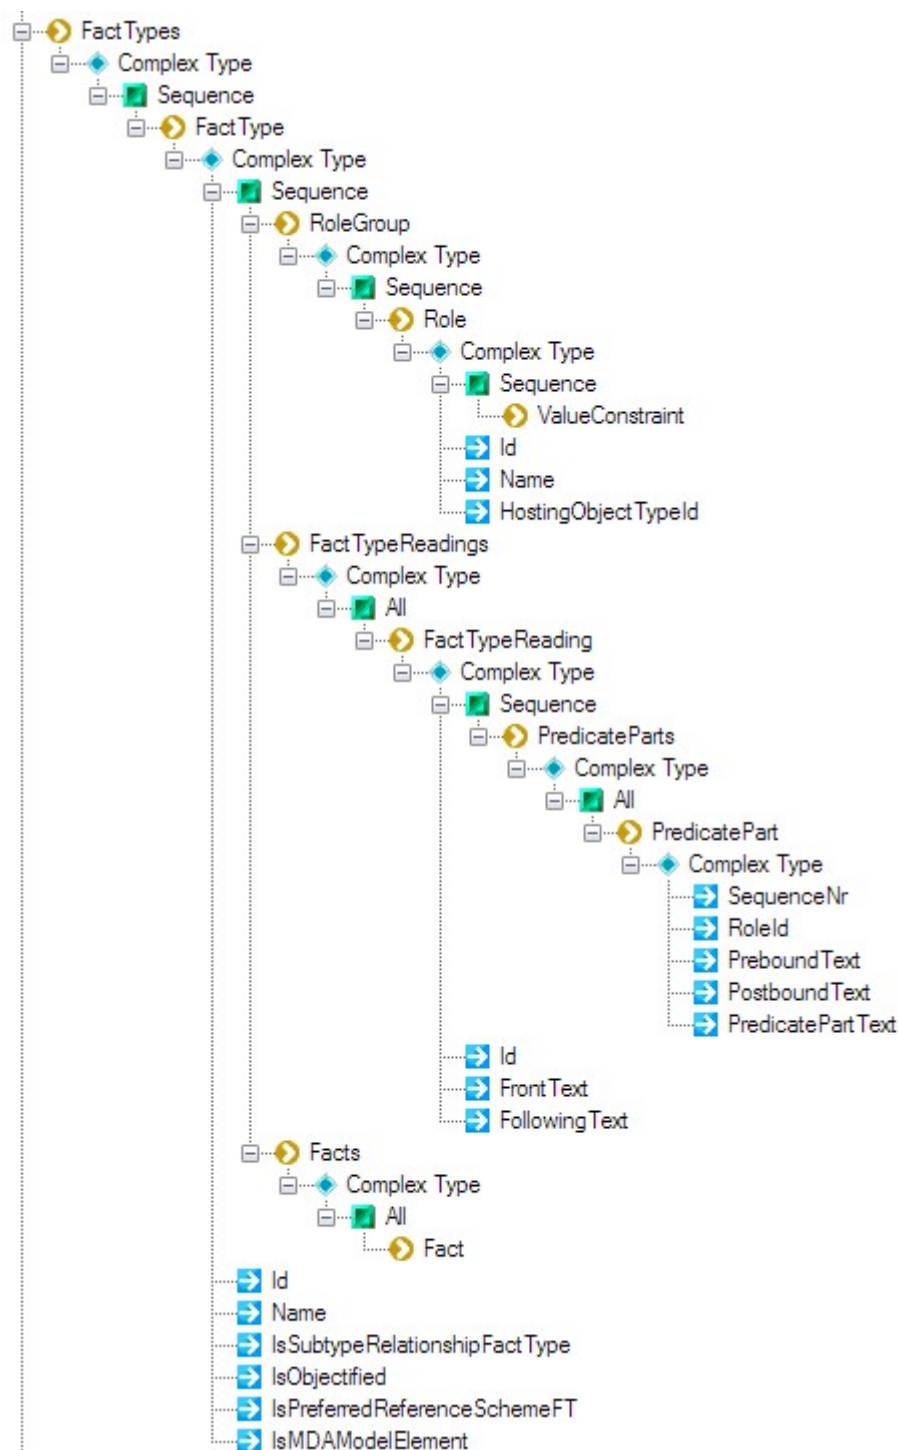 FactTypes
Complex Type
Sequence
FactType
Complex Type
Sequence
RoleGroup
Complex Type
Sequence
Role
Complex Type
Sequence
ValueConstraint
Id
Name
HostingObjectTypeId
FactTypeReadings
Complex Type
All
FactTypeReading
Complex Type
Sequence
PredicateParts
Complex Type
All
PredicatePart
Complex Type
SequenceNr
RoleId
PreboundText
PostboundText
PredicatePartText
Id
FrontText
FollowingText
Facts
Complex Type
All
Fact
Id
Name
IsSubtypeRelationshipFactType
IsObjectified
IsPreferredReferenceSchemeFT
IsMDAModelElement